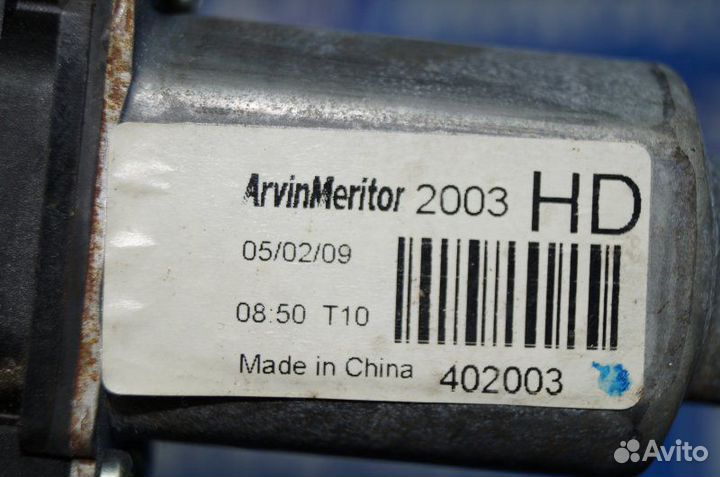 ArvinMeritor 2003 HD
05/02/09
08:50 T10
Made in China 402003
Avito